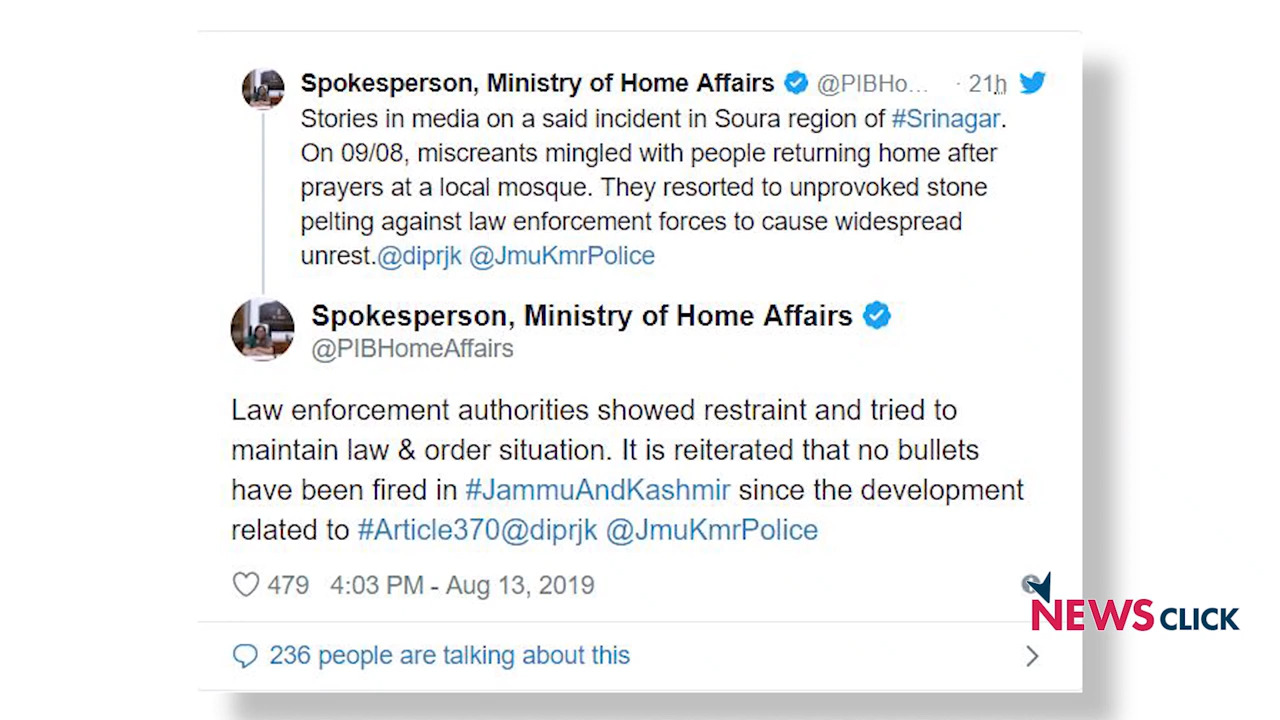 Spokesperson, Ministry of Home Affairs @PIBHo... · 21h
Stories in media on a said incident in Soura region of #Srinagar.
On 09/08, miscreants mingled with people returning home after
prayers at a local mosque. They resorted to unprovoked stone
pelting against law enforcement forces to cause widespread
unrest.@diprjk @JmuKmrPolice
Spokesperson, Ministry of Home Affairs
@PIBHomeAffairs
Law enforcement authorities showed restraint and tried to
maintain law & order situation. It is reiterated that no bullets
have been fired in #JammuAndKashmir since the development
related to #Article370@diprjk @JmuKmrPolice
479 4:03 PM - Aug 13, 2019
NEWSCLICK
236 people are talking about this